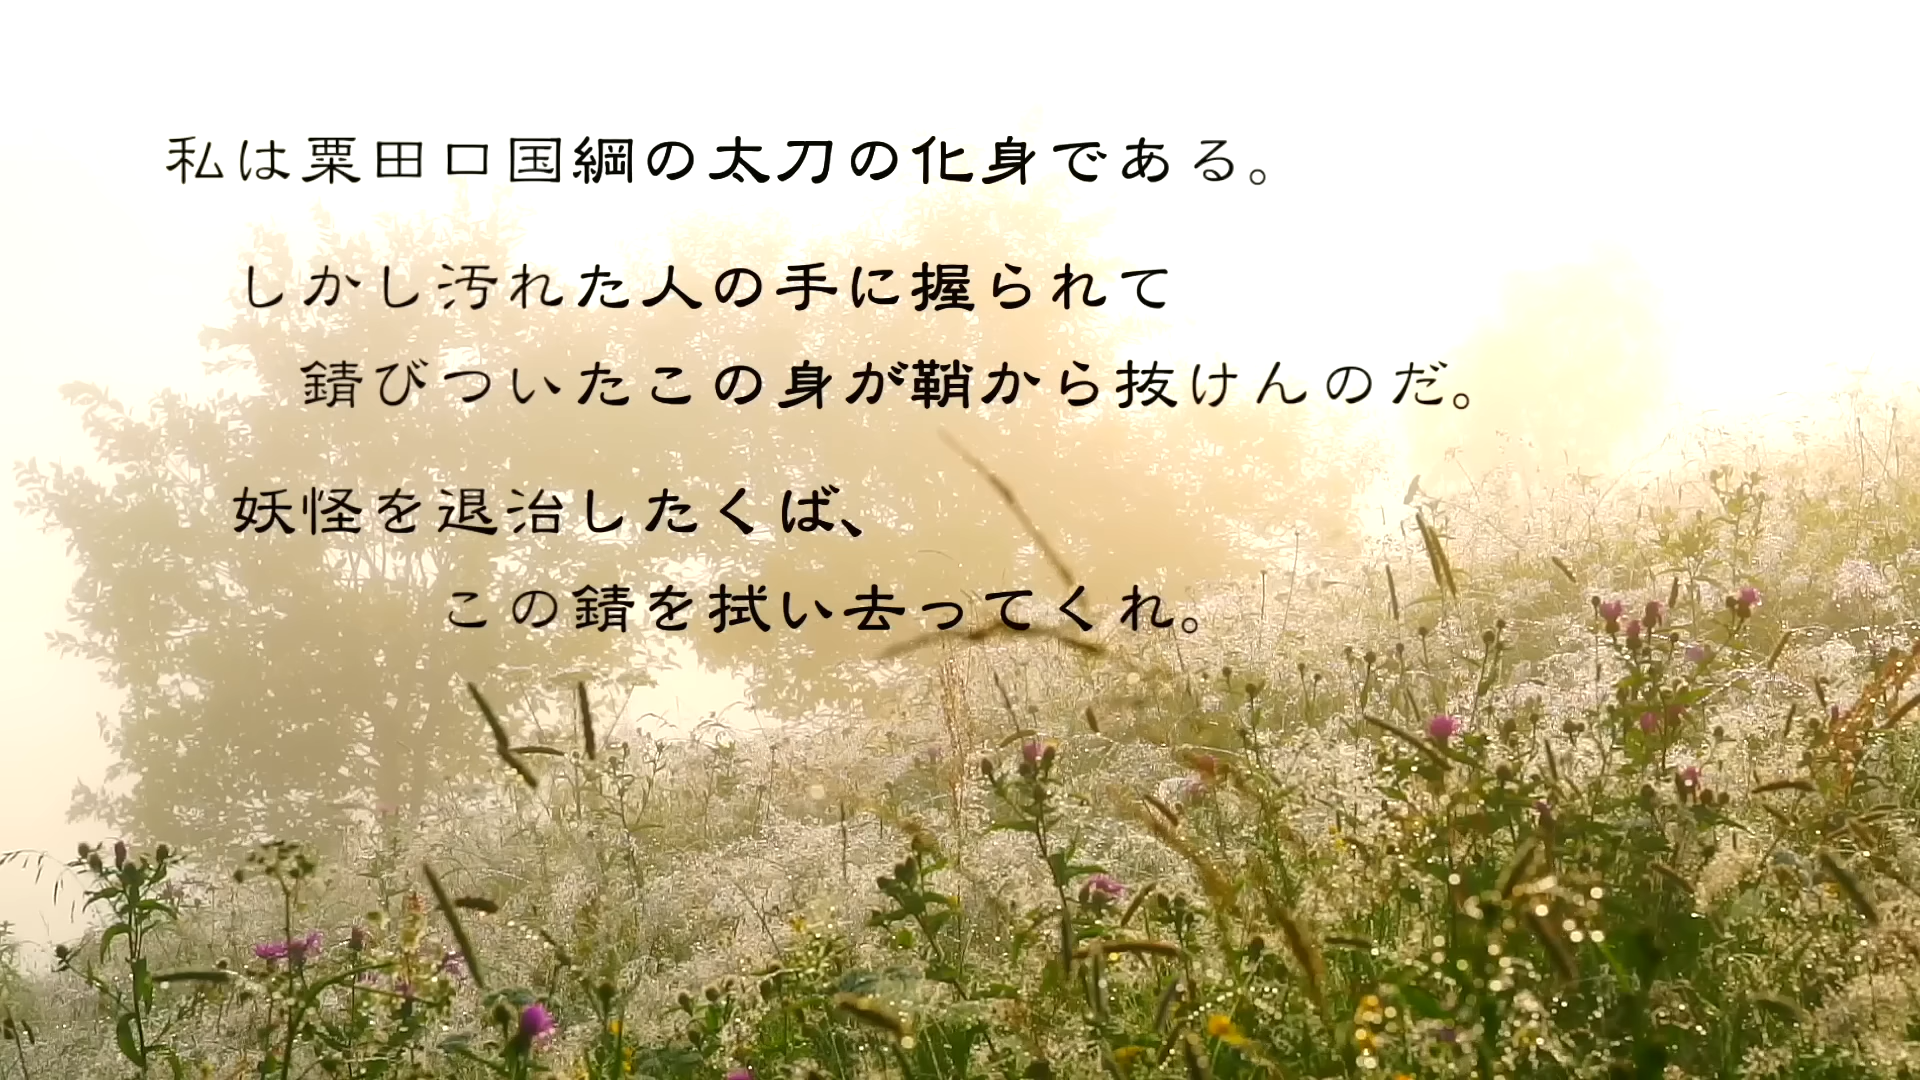 私は粟田口国綱の太刀の化身である。
しかし汚れた人の手に握られて
錆びついたこの身が鞘から抜けんのだ。
妖怪を退治したくば、
この錆を拭い去ってくれ。